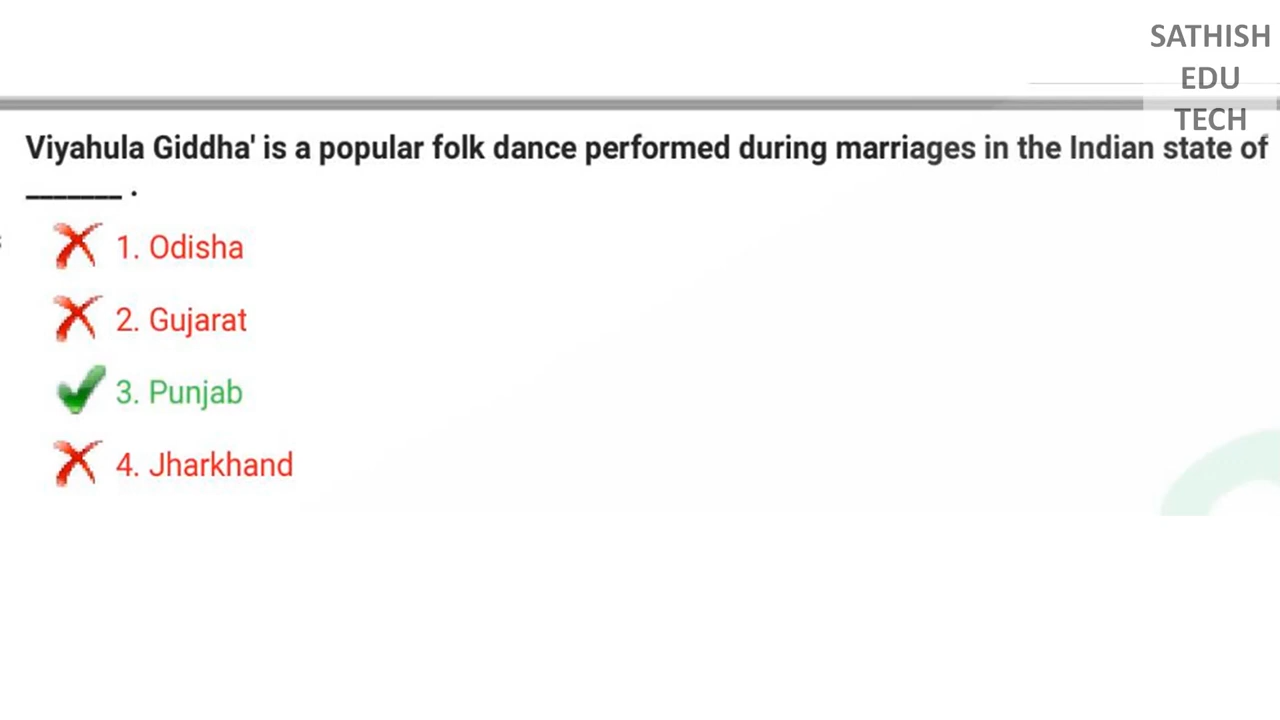 SATHISH
EDU
TECH
Viyahula Giddha' is a popular folk dance performed during marriages in the Indian state of
_______ .
1. Odisha
2. Gujarat
3. Punjab
4. Jharkhand